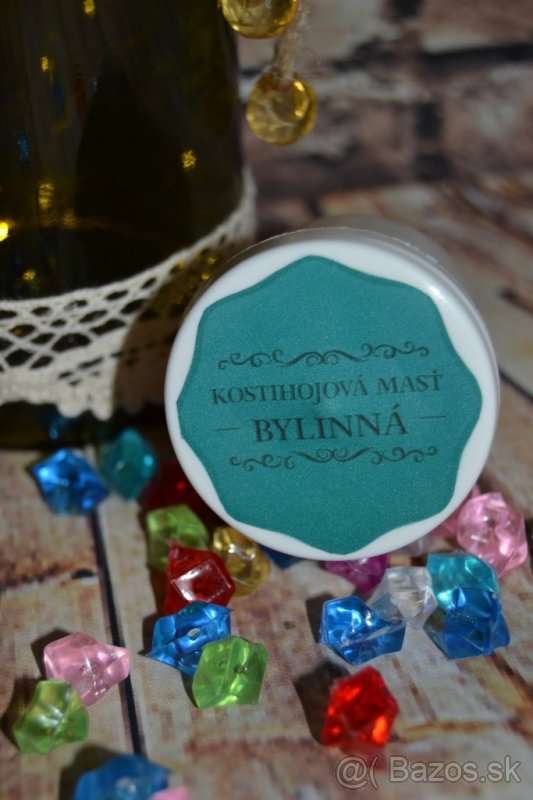 KOSTIHOJOVÁ MASŤ
BYLINNÁ
@( Bazos.sk